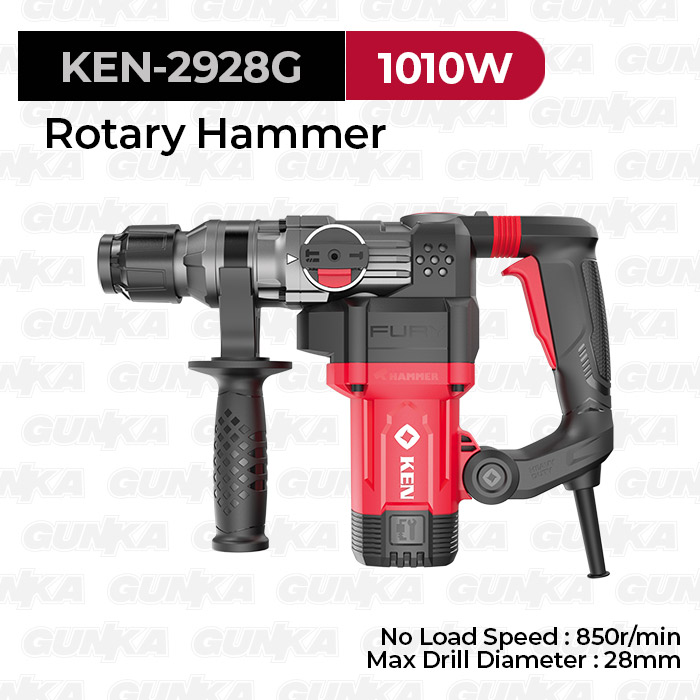 KEN-2928G
1010W
Rotary Hammer
FURY
HAMMER
KEN
No Load Speed : 850r/min
Max Drill Diameter : 28mm
GUNKA